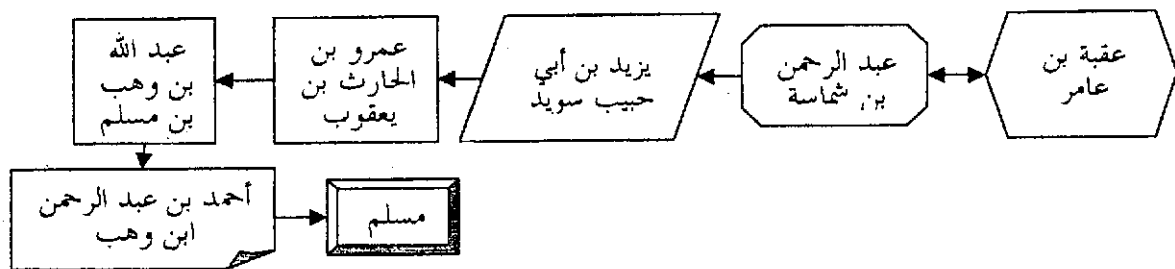 عقبة بن
عامر
عبد الرحمن
بن شماسة
يزيد بن أبي
حبيب سويد
عمرو بن
الحارث بن
يعقوب
عبد الله
بن وهب
بن مسلم
أحمد بن عبد الرحمن
ابن وهب
مسلم